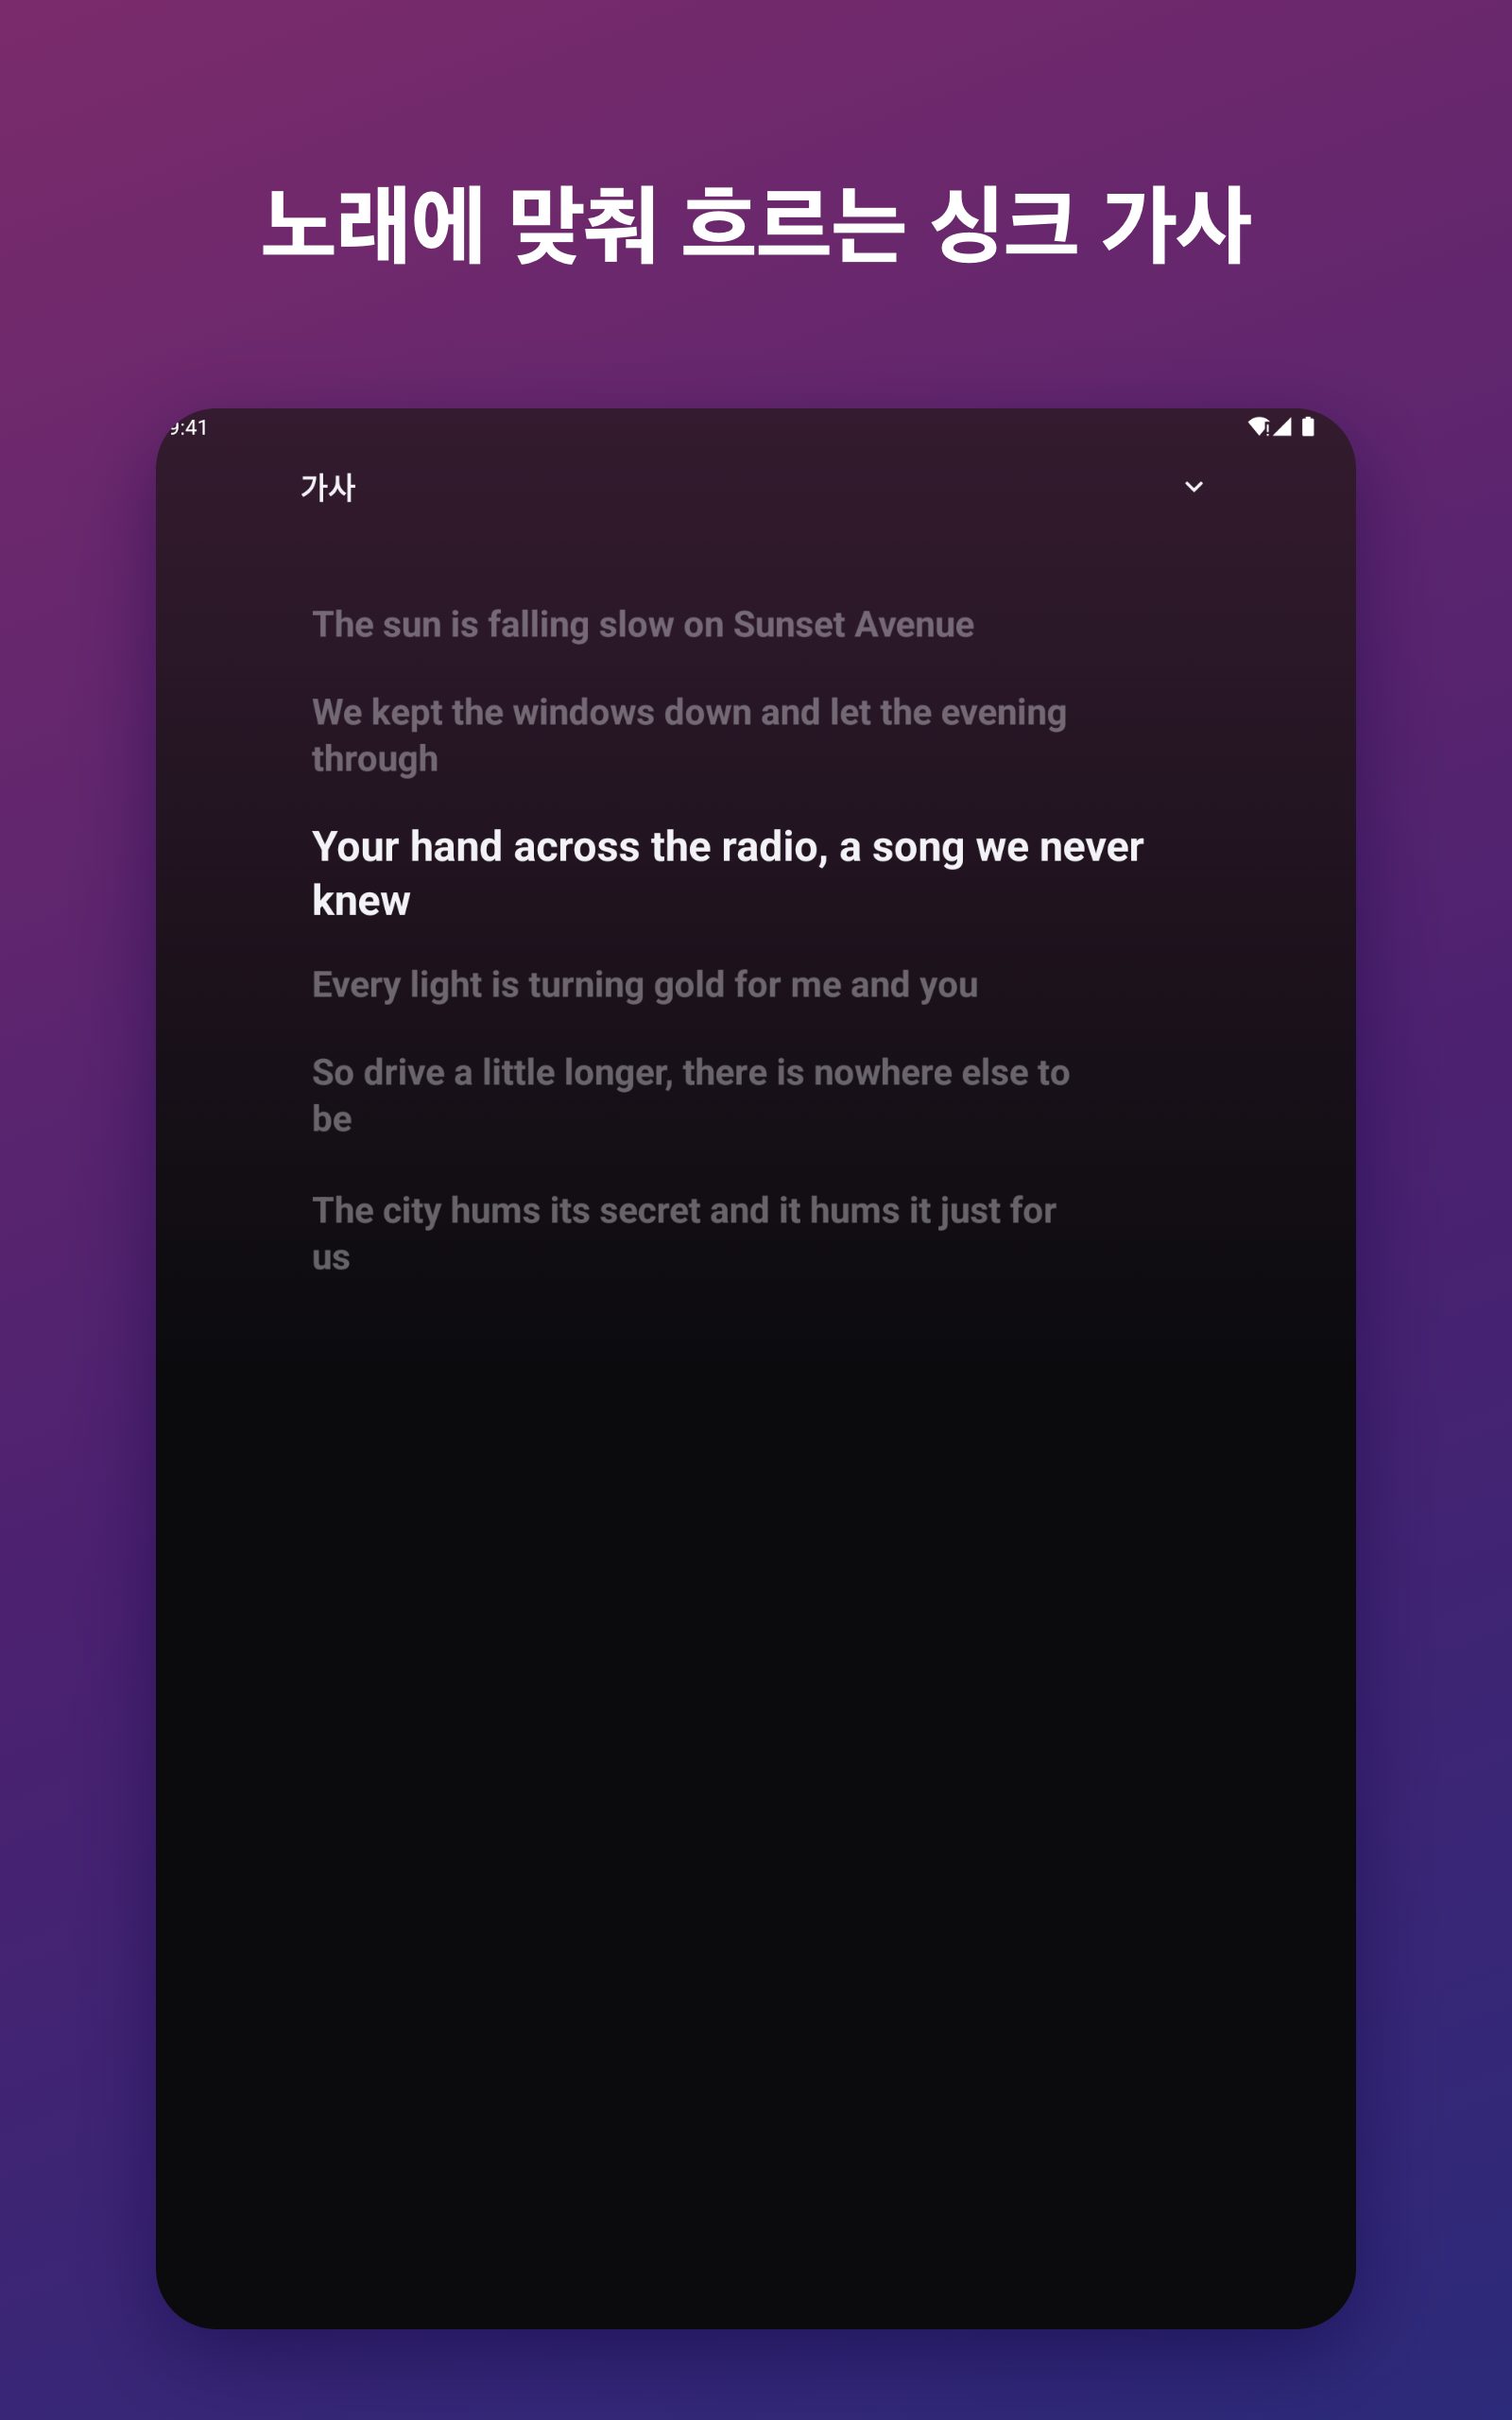 노래에 맞춰 흐르는 싱크 가사
9:41
가사
The sun is falling slow on Sunset Avenue
We kept the windows down and let the evening
through
Your hand across the radio, a song we never
knew
Every light is turning gold for me and you
So drive a little longer, there is nowhere else to
be
The city hums its secret and it hums it just for
us